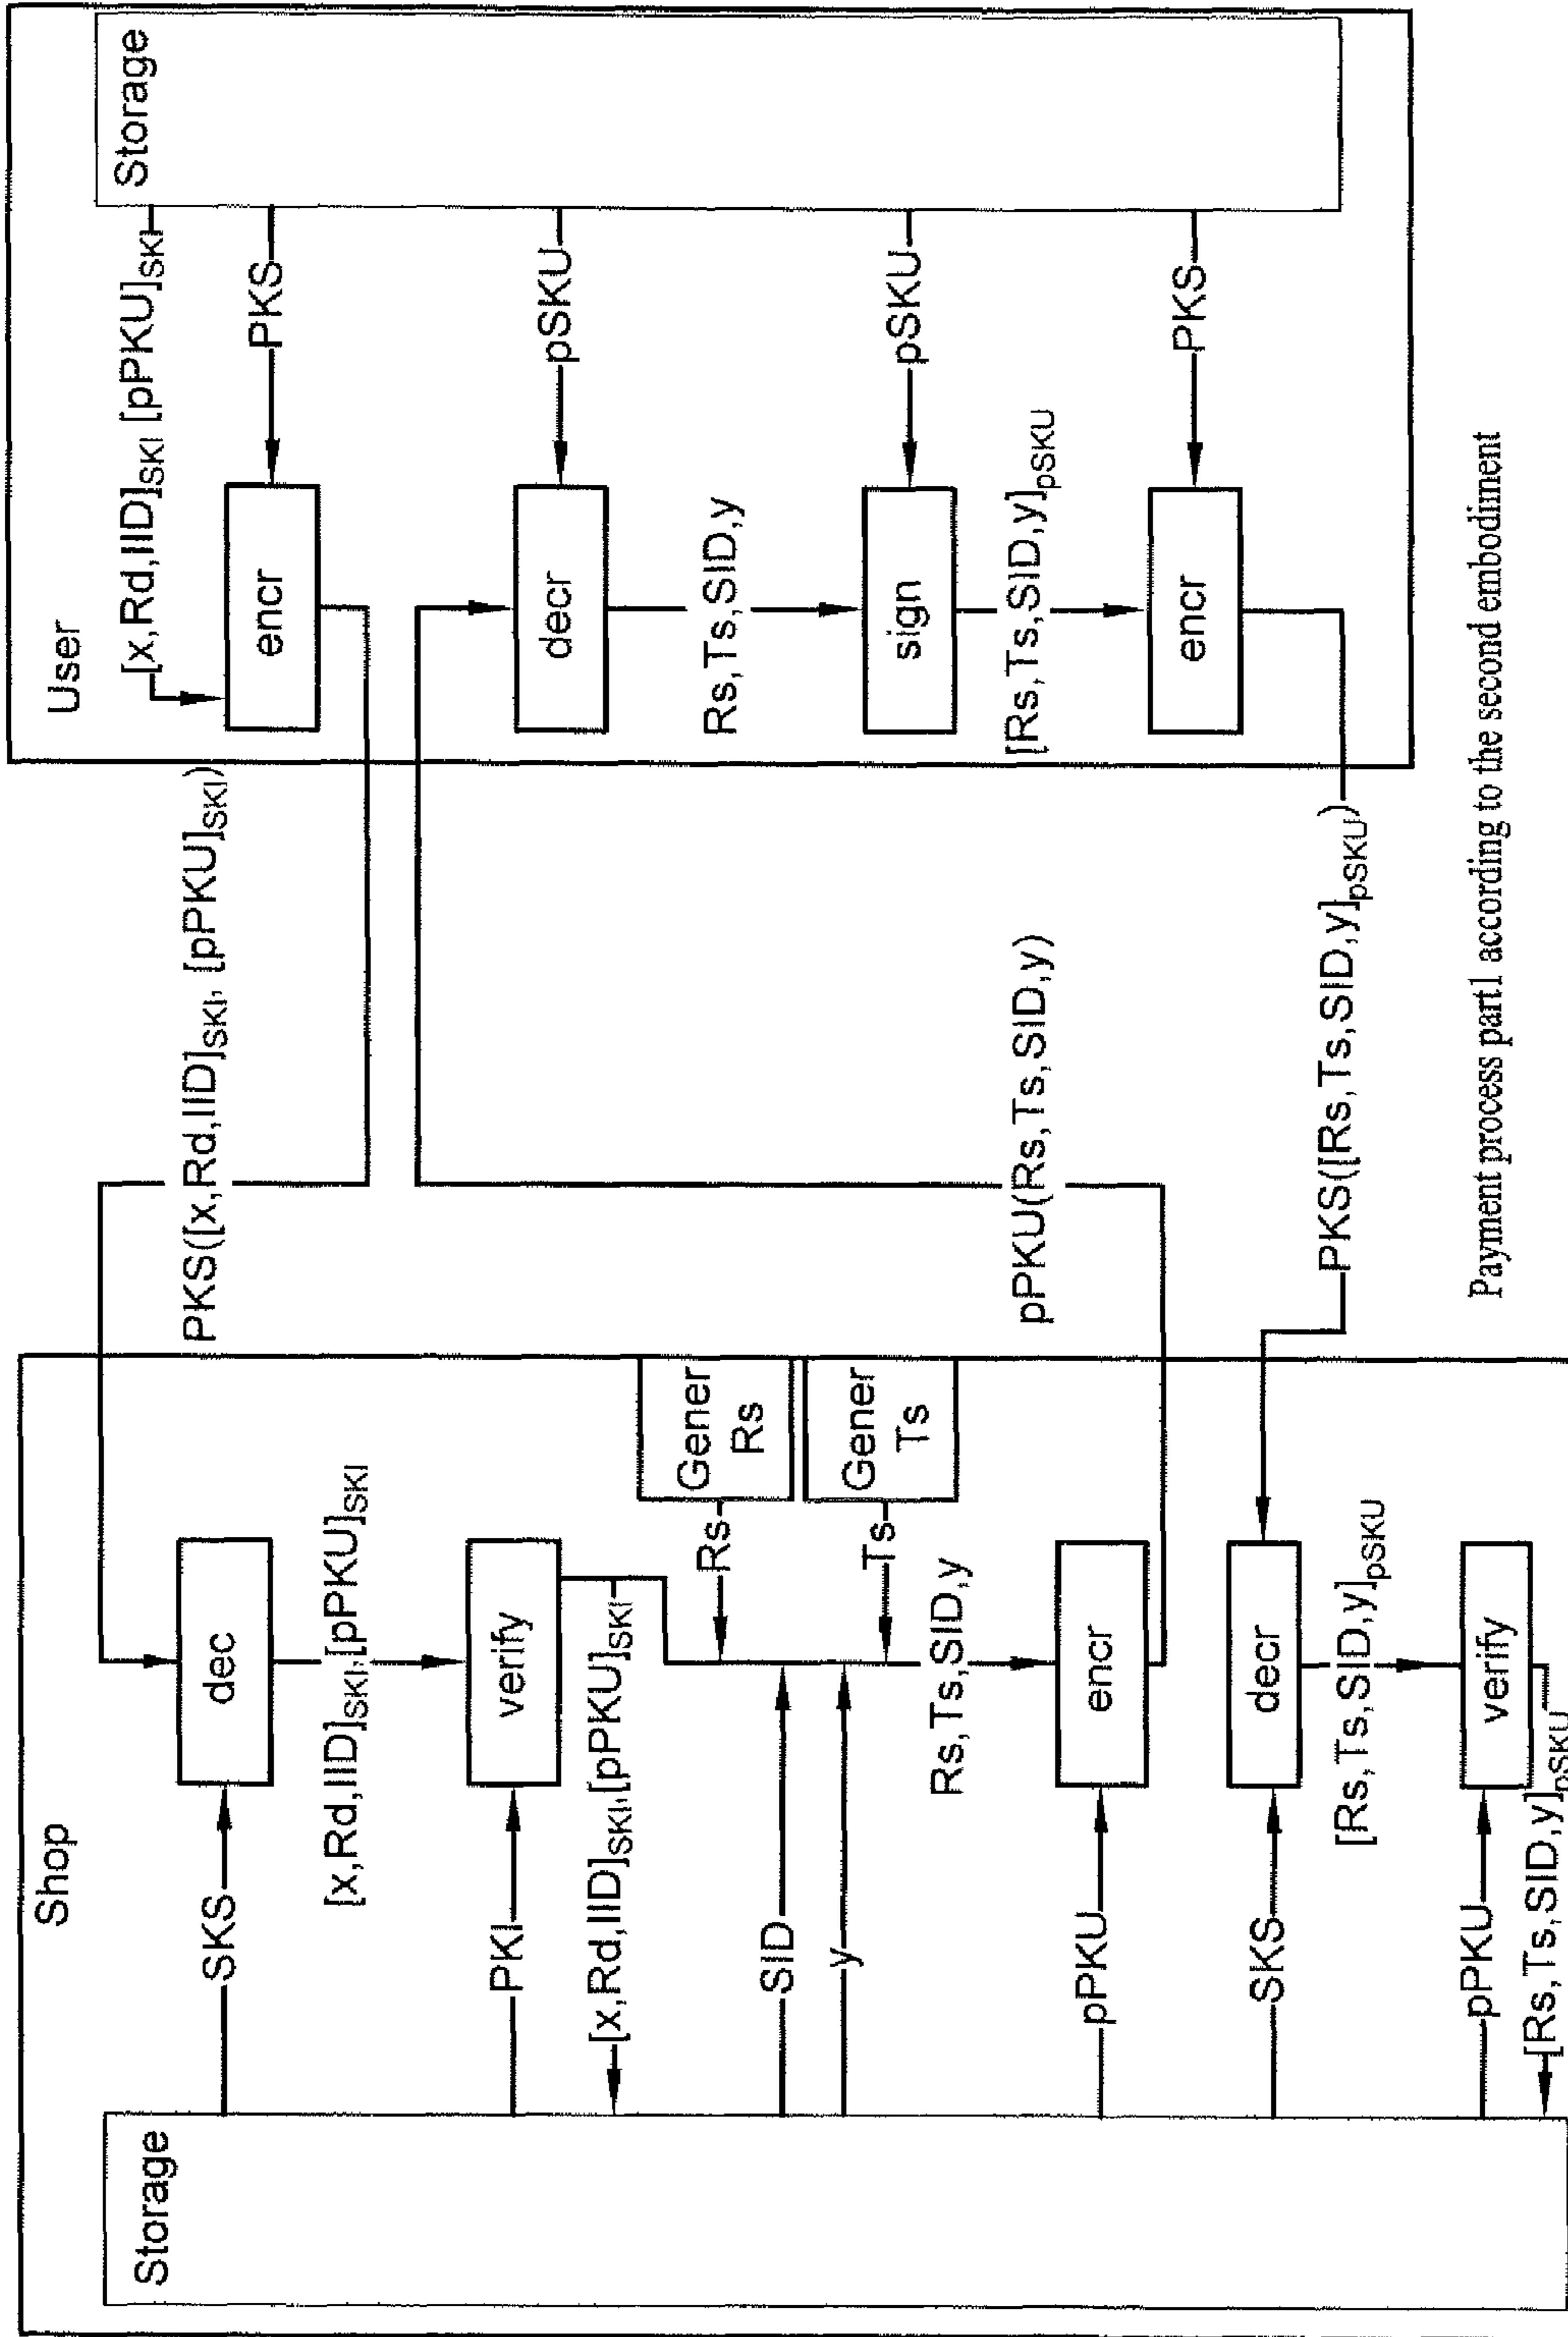 Shop
Storage
SKS
dec
[x,Rd,IID]SKI,[pPKU]SKI
PKI
verify
[x,Rd,IID]SKI,[pPKU]SKI
Gener
Rs
Rs
SID
y
Gener
Ts
Ts
Rs,Ts,SID,y
pPKU
encr
SKS
decr
[Rs,Ts,SID,y]pSKU
pPKU
verify
[Rs,Ts,SID,y]pSKU
PKS([x,Rd,IID]SKI, [pPKU]SKI)
pPKU(Rs,Ts,SID,y)
PKS([Rs,Ts,SID,y]pSKU)
User
Storage
[x,Rd,IID]SKI [pPKU]SKI
PKS
encr
pSKU
decr
Rs,Ts,SID,y
pSKU
sign
[Rs,Ts,SID,y]pSKU
PKS
encr
Payment process part1 according to the second embodiment